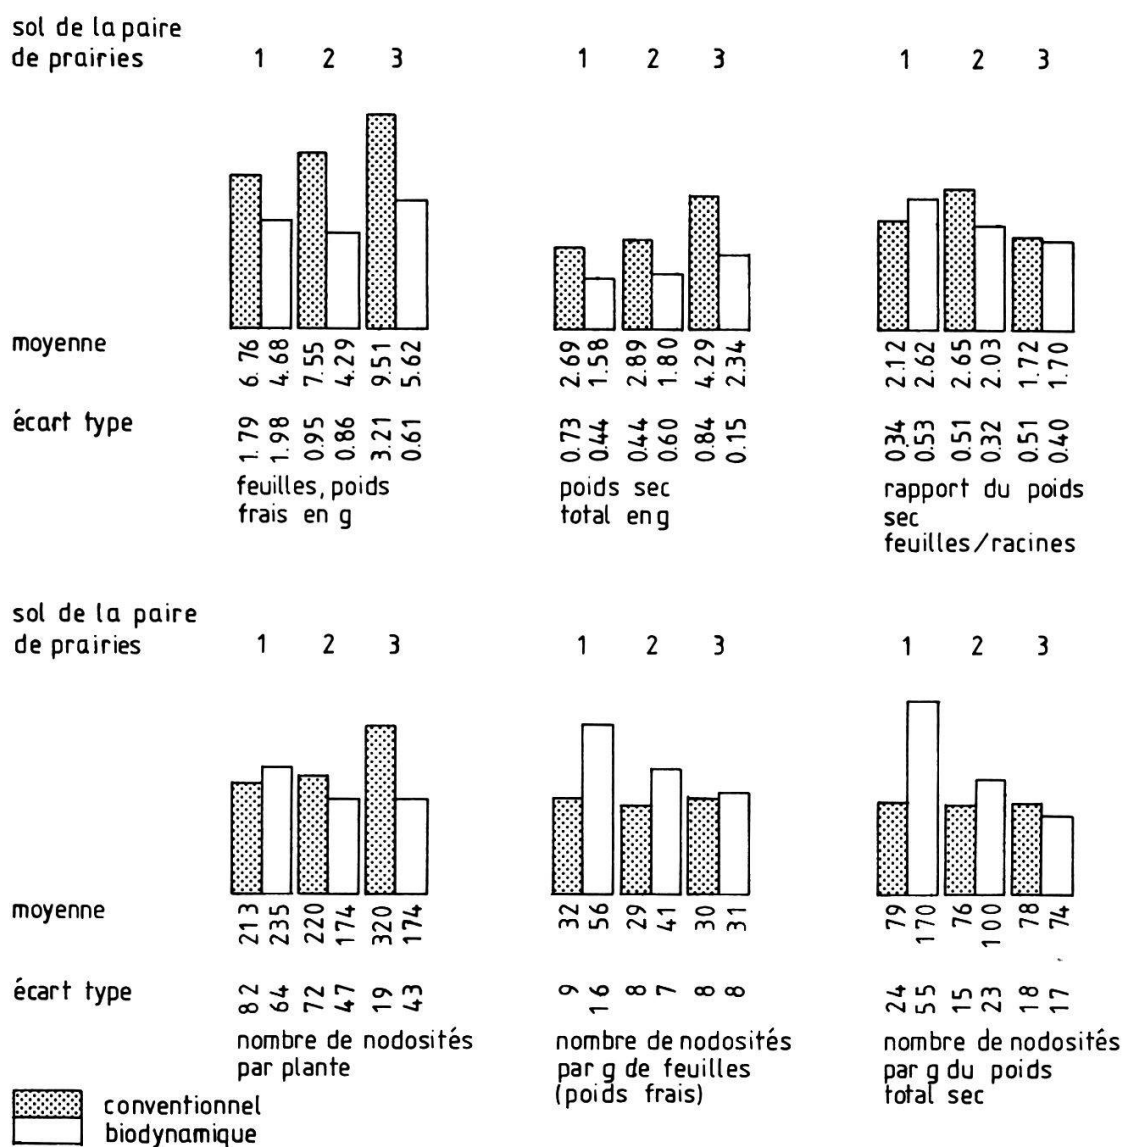 sol de la paire
de prairies 1 2 3 1 2 3 1 2 3
moyenne 6.76 4.68 7.55 4.29 9.51 5.62 2.69 1.58 2.89 1.80 4.29 2.34 2.12 2.62 2.65 2.03 1.72 1.70
écart type 1.79 1.98 0.95 0.86 3.21 0.61 0.73 0.44 0.44 0.60 0.84 0.15 0.34 0.53 0.51 0.32 0.51 0.40
feuilles, poids
frais en g
poids sec
total en g
rapport du poids
sec
feuilles/racines
sol de la paire
de prairies 1 2 3 1 2 3 1 2 3
moyenne 213 235 220 174 320 174 32 56 29 41 30 31 79 170 76 100 78 74
écart type 82 64 72 47 19 43 9 16 8 7 8 8 24 55 15 23 18 17
nombre de nodosités
par plante
nombre de nodosités
par g de feuilles
(poids frais)
nombre de nodosités
par g du poids
total sec
conventionnel
biodynamique